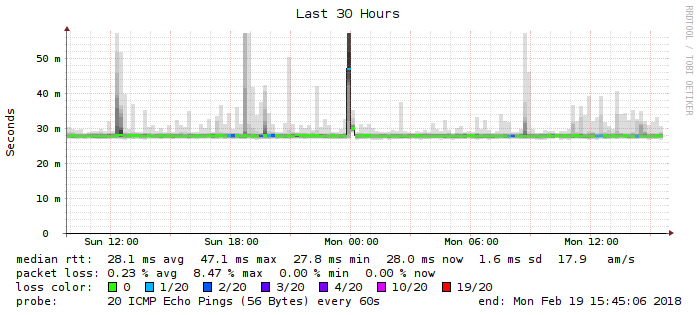 Last 30 Hours
RRDTOOL / TOBI OETIKER
Seconds
50 m
40 m
30 m
20 m
10 m
0
Sun 12:00 Sun 18:00 Mon 00:00 Mon 06:00 Mon 12:00
median rtt: 28.1 ms avg 47.1 ms max 27.8 ms min 28.0 ms now 1.6 ms sd 17.9 am/s
packet loss: 0.23 % avg 8.47 % max 0.00 % min 0.00 % now
loss color: 0 1/20 2/20 3/20 4/20 10/20 19/20
probe: 20 ICMP Echo Pings (56 Bytes) every 60s end: Mon Feb 19 15:45:06 2018